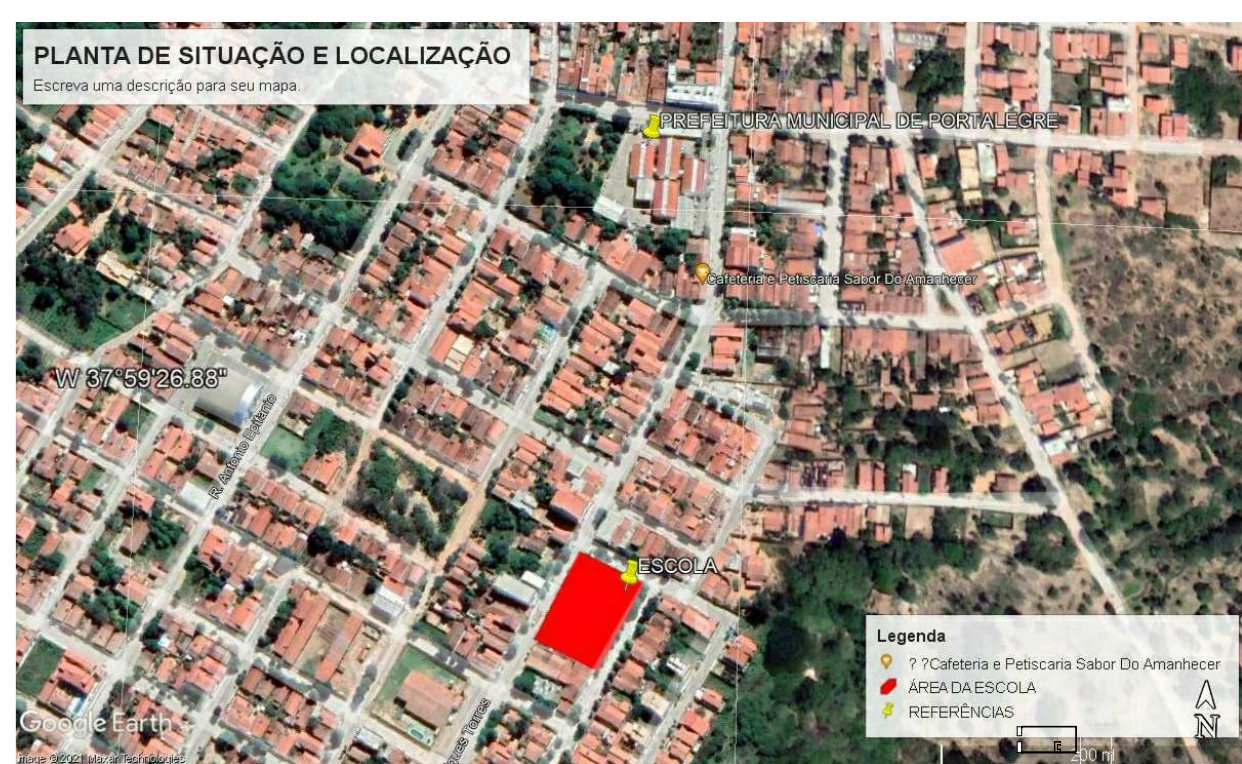 PLANTA DE SITUAÇÃO E LOCALIZAÇÃO
Escreva uma descrição para seu mapa.
PREFEITURA MUNICIPAL DE PORTALEGRE
Cafeteria e Petiscaria Sabor Do Amanhecer
W 37°59'26.88"
R. Antonio Epitanio
ESCOLA
Torres
Legenda
? ?Cafeteria e Petiscaria Sabor Do Amanhecer
ÁREA DA ESCOLA
REFERÊNCIAS
N
Google Earth
Image © 2021 Maxar Technologies
200 m